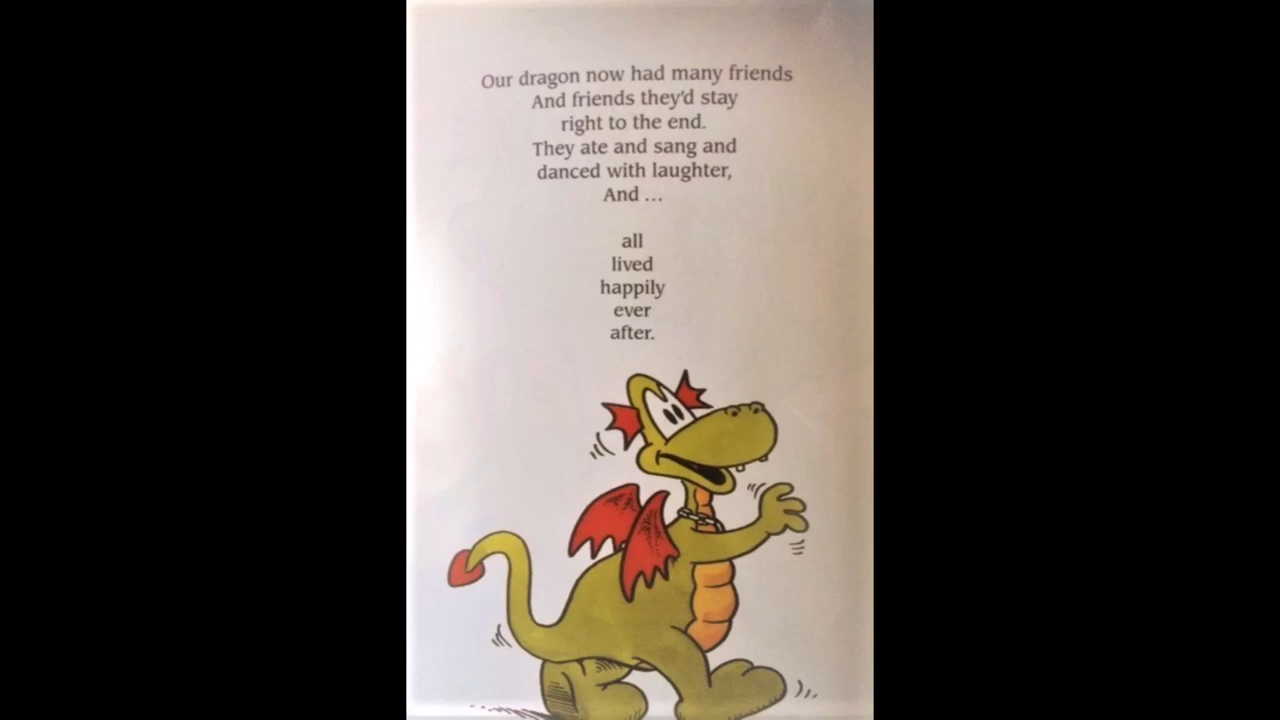 Our dragon now had many friends
And friends they'd stay
right to the end.
They ate and sang and
danced with laughter,
And ...
all
lived
happily
ever
after.